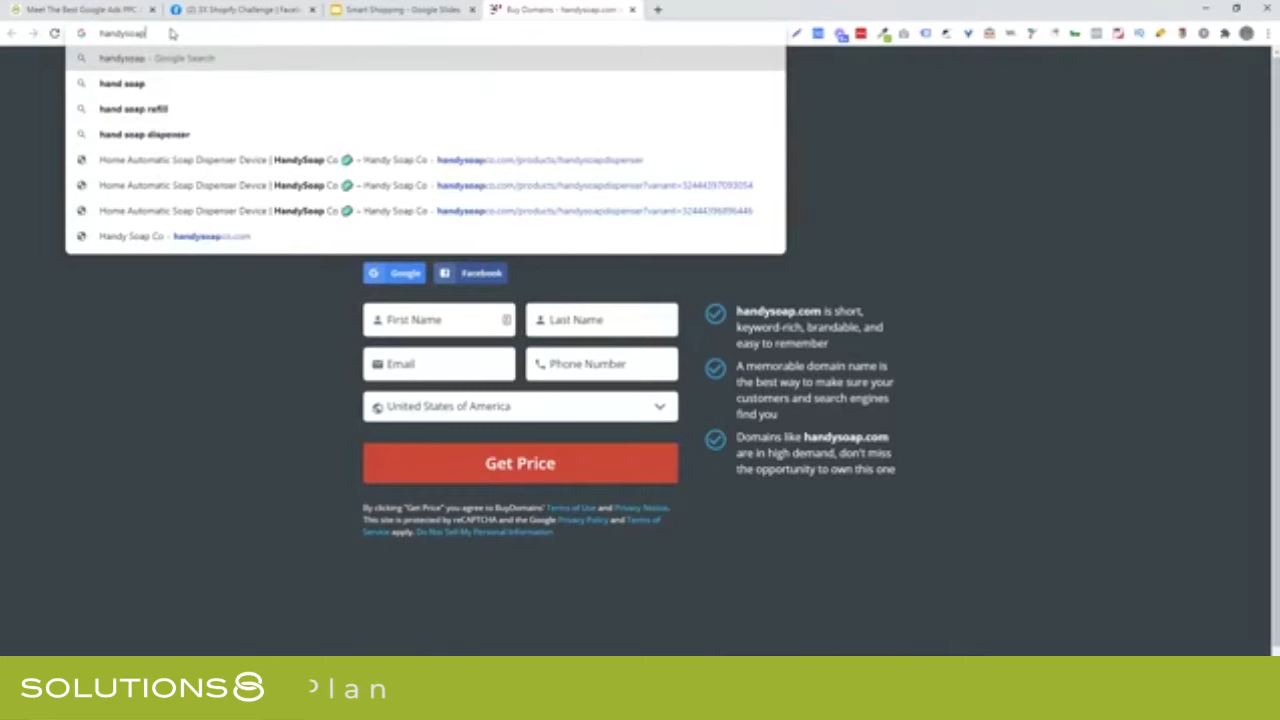 Meet The Best Google Ads PPC
(2) 3X Shopify Challenge | Facel
Smart Shopping - Google Slides
Buy Domains - handysoap.com
handysoap
handysoap - Google Search
hand soap
hand soap refill
hand soap dispenser
Home Automatic Soap Dispenser Device | HandySoap Co – Handy Soap Co - handysoapco.com/products/handysoapdispenser
Home Automatic Soap Dispenser Device | HandySoap Co – Handy Soap Co - handysoapco.com/products/handysoapdispenser?variant=32444397093054
Home Automatic Soap Dispenser Device | HandySoap Co – Handy Soap Co - handysoapco.com/products/handysoapdispenser?variant=32444396896446
Handy Soap Co - handysoapco.com
Google
Facebook
First Name
Last Name
Email
Phone Number
United States of America
Get Price
By clicking "Get Price" you agree to BuyDomains' Terms of Use and Privacy Notice.
This site is protected by reCAPTCHA and the Google Privacy Policy and Terms of
Service apply. Do Not Sell My Personal Information
handysoap.com is short,
keyword-rich, brandable, and
easy to remember
A memorable domain name is
the best way to make sure your
customers and search engines
find you
Domains like handysoap.com
are in high demand, don't miss
the opportunity to own this one
SOLUTIONS8
Plan